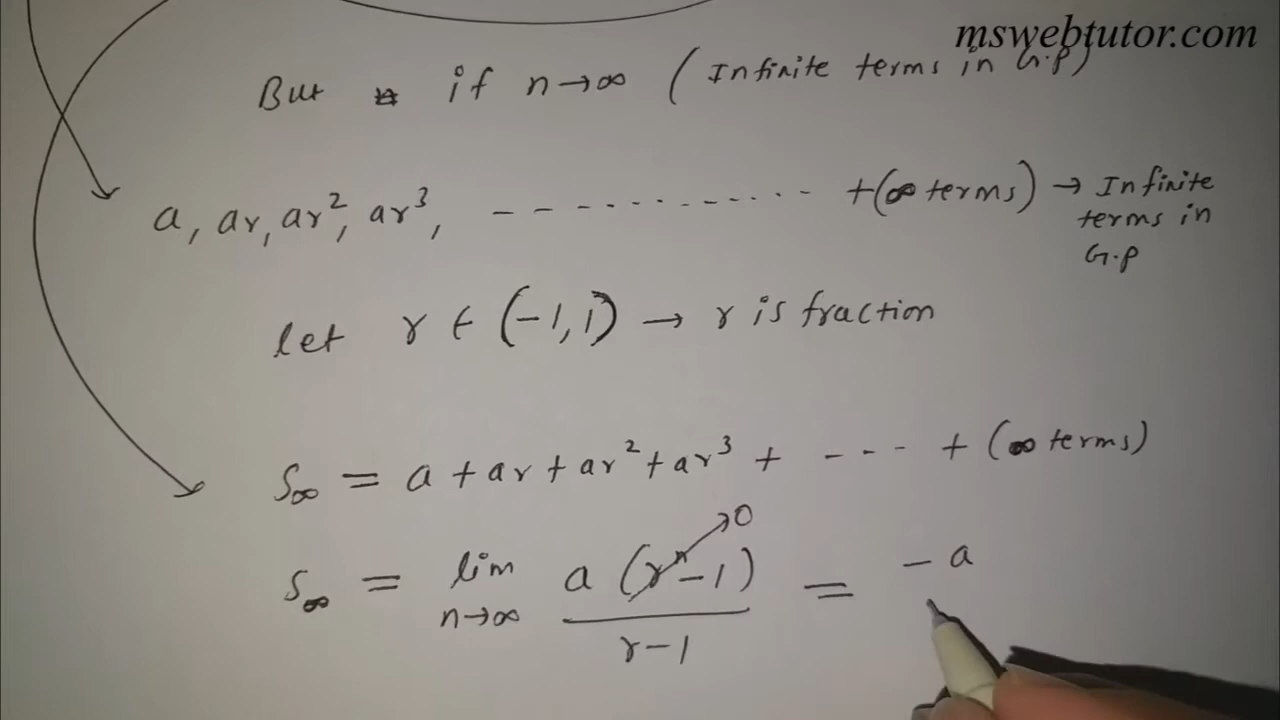 mswebtutor.com
But if n→∞ (Infinite terms in G.P)
a, ar, ar², ar³, - - - - - - - - - - - - +(∞ terms) → Infinite
terms in
G.P
let r ∈ (-1,1) → r is fraction
S∞ = a + ar + ar² + ar³ + - - - - + (∞ terms)
S∞ = lim n→∞ a (rⁿ - 1) / r-1 = - a
→0